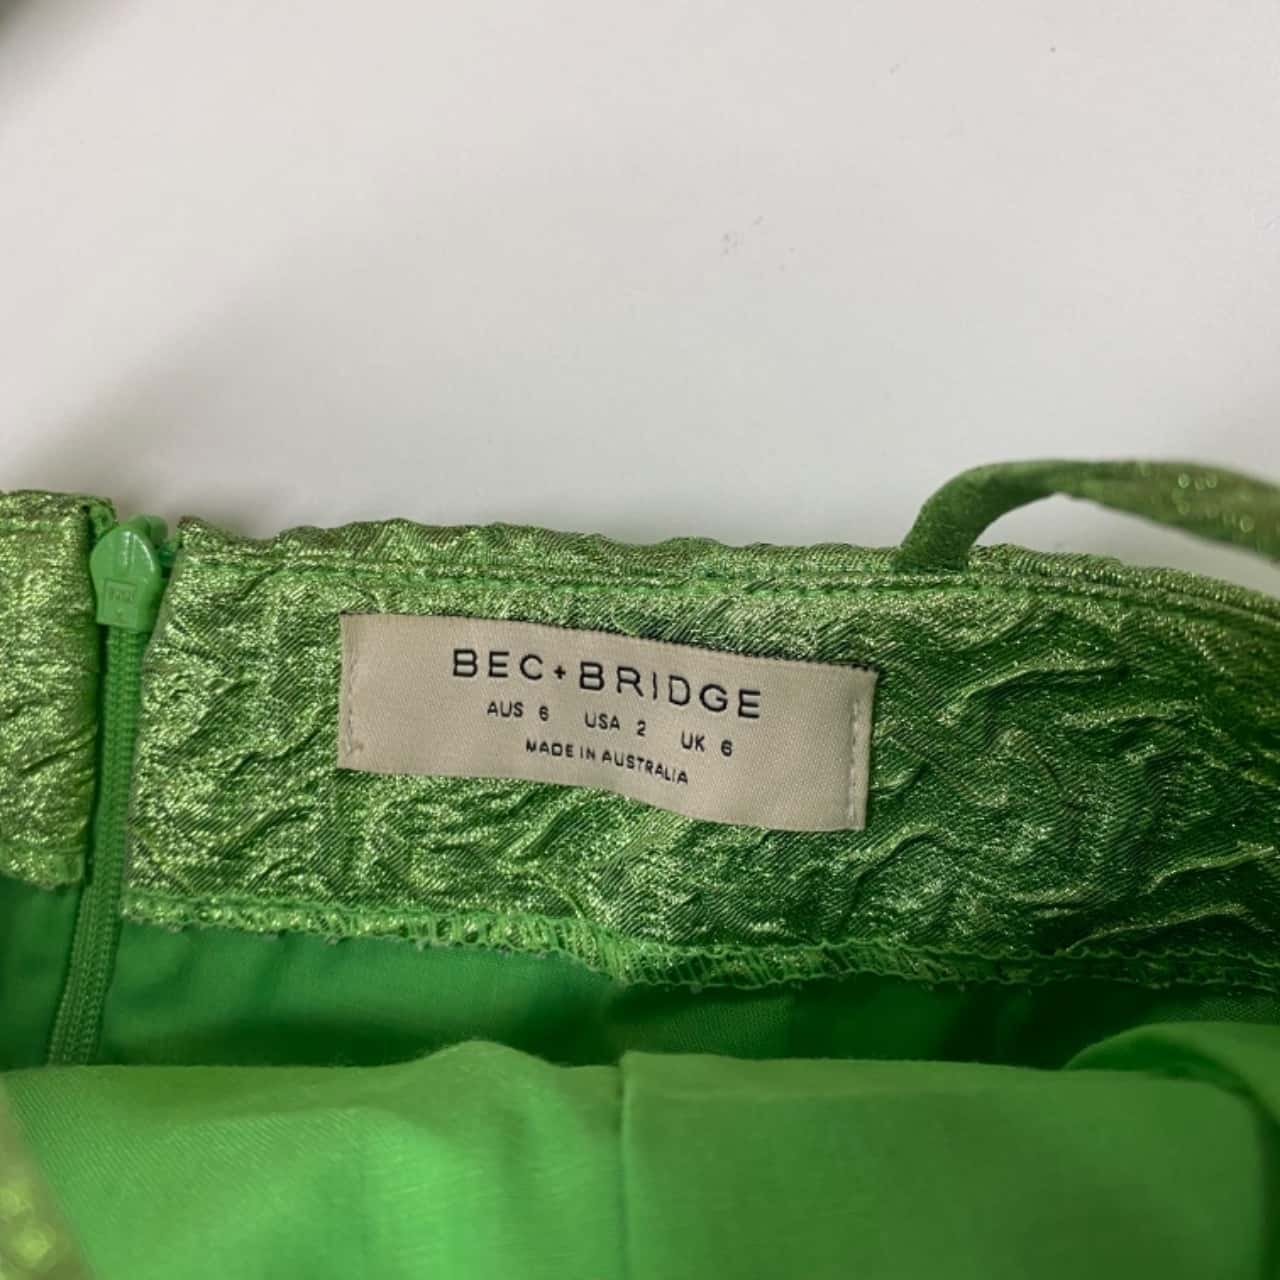 BEC+BRIDGE
AUS 6 USA 2 UK 6
MADE IN AUSTRALIA